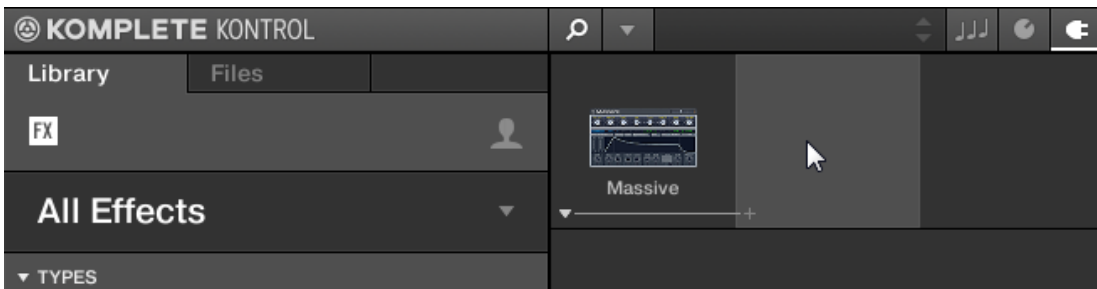 KOMPLETE KONTROL
Library
Files
FX
All Effects
TYPES
Massive